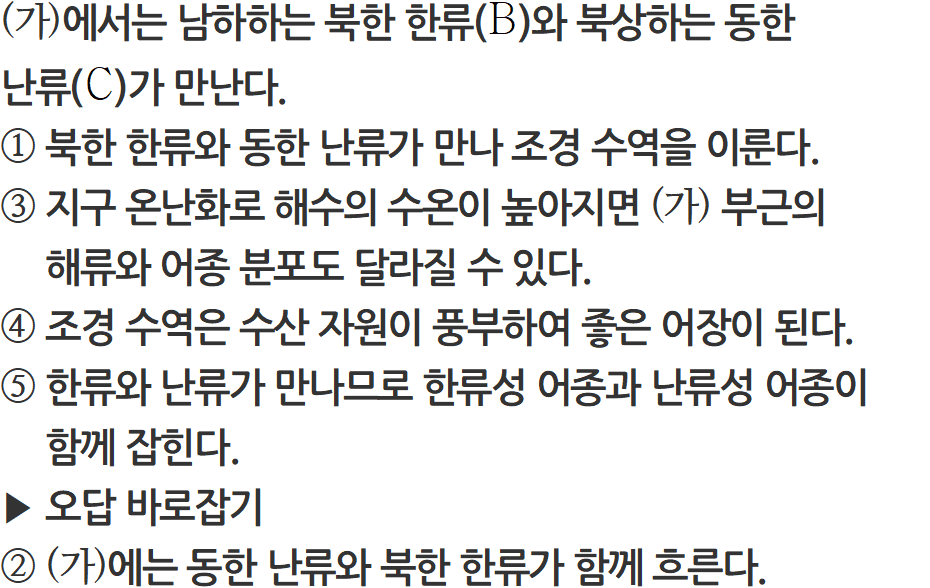 (가)에서는 남하하는 북한 한류(B)와 북상하는 동한
난류(C)가 만난다.
① 북한 한류와 동한 난류가 만나 조경 수역을 이룬다.
③ 지구 온난화로 해수의 수온이 높아지면 (가) 부근의
해류와 어종 분포도 달라질 수 있다.
④ 조경 수역은 수산 자원이 풍부하여 좋은 어장이 된다.
⑤ 한류와 난류가 만나므로 한류성 어종과 난류성 어종이
함께 잡힌다.
▶ 오답 바로잡기
② (가)에는 동한 난류와 북한 한류가 함께 흐른다.